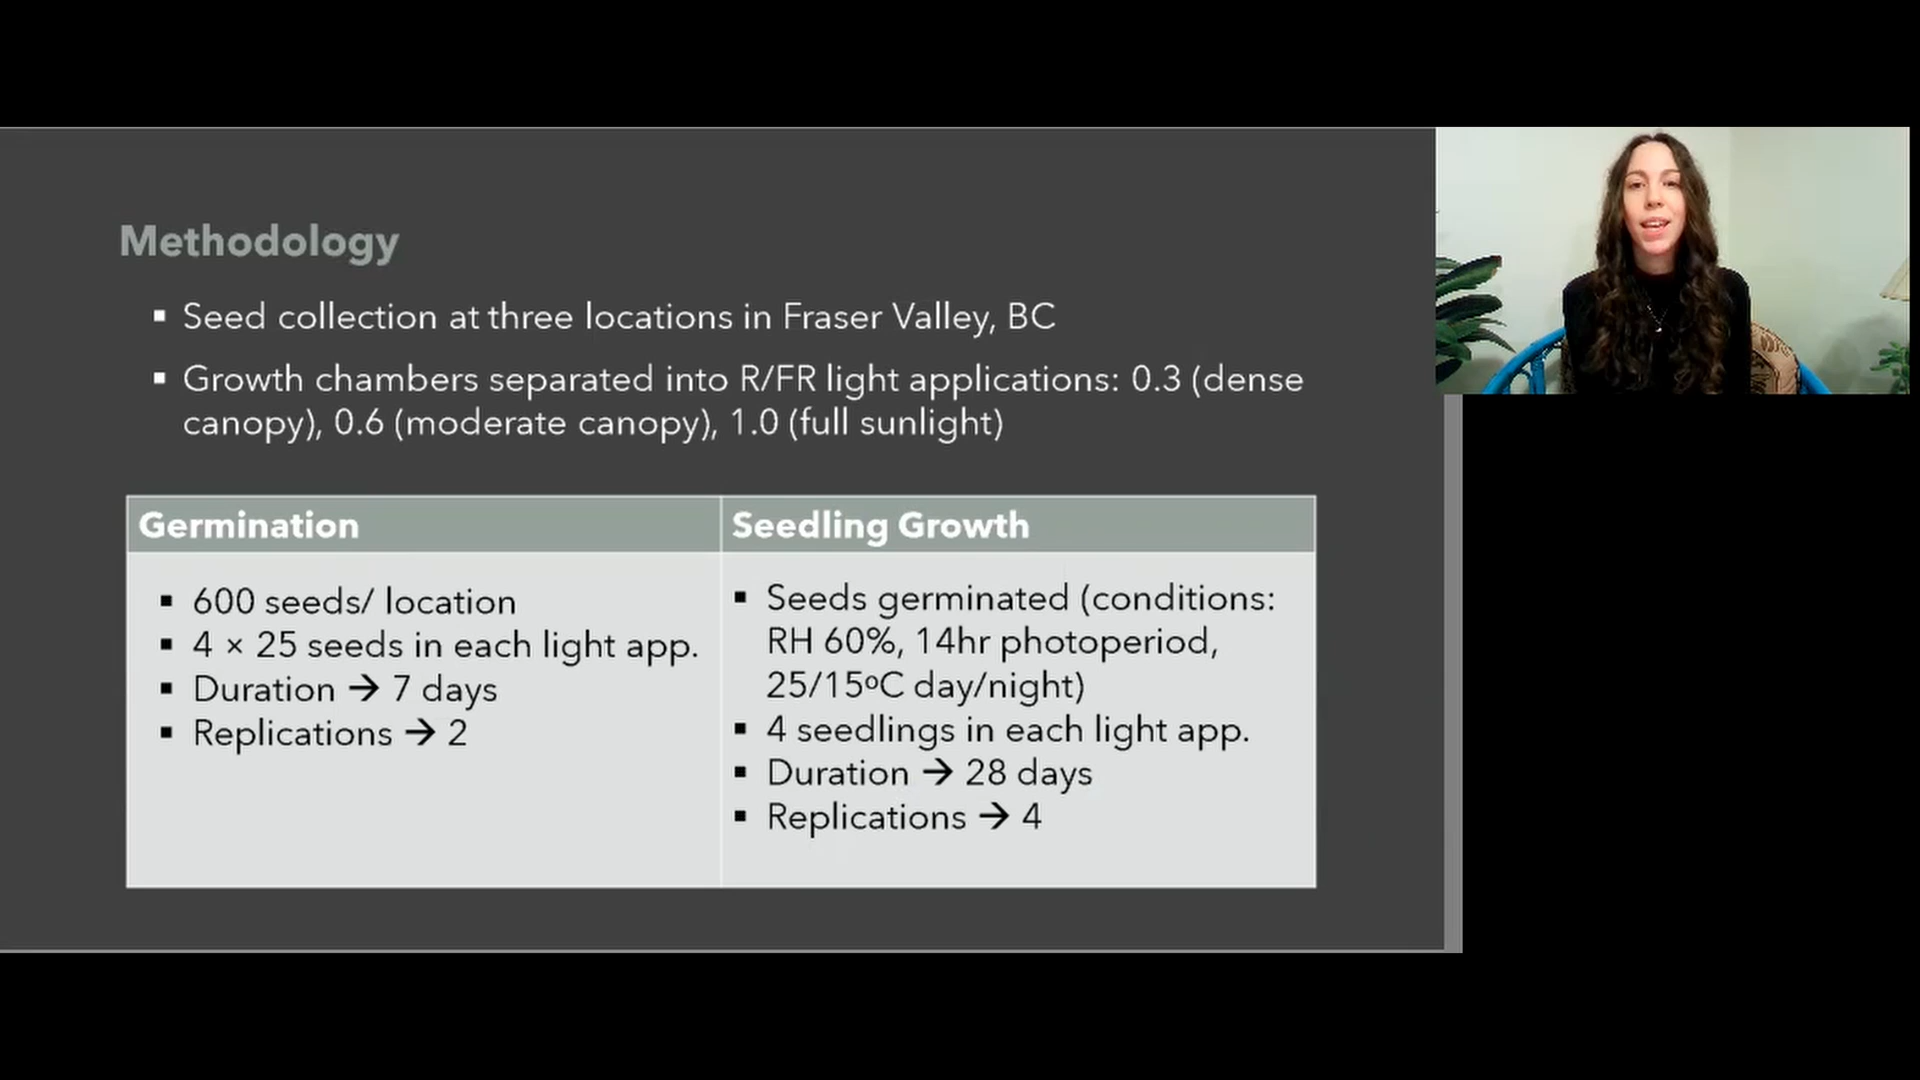 Methodology
▪ Seed collection at three locations in Fraser Valley, BC
▪ Growth chambers separated into R/FR light applications: 0.3 (dense
canopy), 0.6 (moderate canopy), 1.0 (full sunlight)
Germination
▪ 600 seeds/ location
▪ 4 × 25 seeds in each light app.
▪ Duration → 7 days
▪ Replications → 2
Seedling Growth
▪ Seeds germinated (conditions:
RH 60%, 14hr photoperiod,
25/15ºC day/night)
▪ 4 seedlings in each light app.
▪ Duration → 28 days
▪ Replications → 4